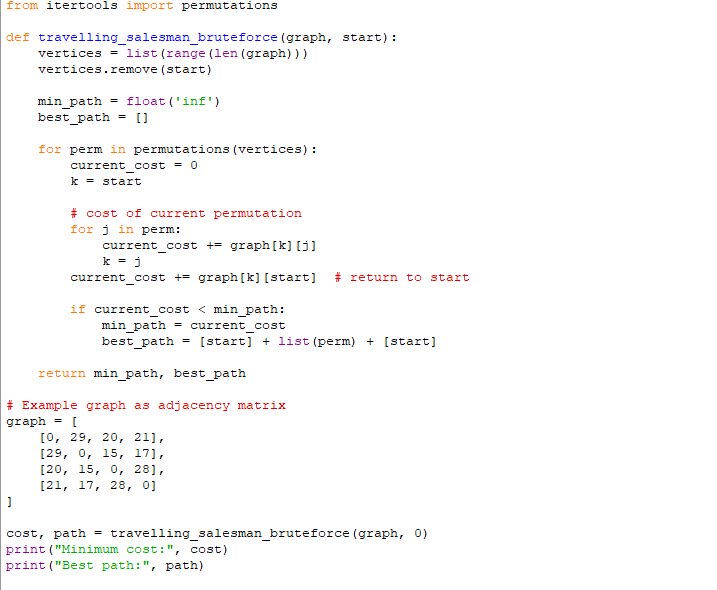 from itertools import permutations
def travelling_salesman_bruteforce(graph, start):
    vertices = list(range(len(graph)))
    vertices.remove(start)
    min_path = float('inf')
    best_path = []
    for perm in permutations(vertices):
        current_cost = 0
        k = start
        # cost of current permutation
        for j in perm:
            current_cost += graph[k][j]
            k = j
        current_cost += graph[k][start]  # return to start
        if current_cost < min_path:
            min_path = current_cost
            best_path = [start] + list(perm) + [start]
    return min_path, best_path
# Example graph as adjacency matrix
graph = [
    [0, 29, 20, 21],
    [29, 0, 15, 17],
    [20, 15, 0, 28],
    [21, 17, 28, 0]
]
cost, path = travelling_salesman_bruteforce(graph, 0)
print("Minimum cost:", cost)
print("Best path:", path)